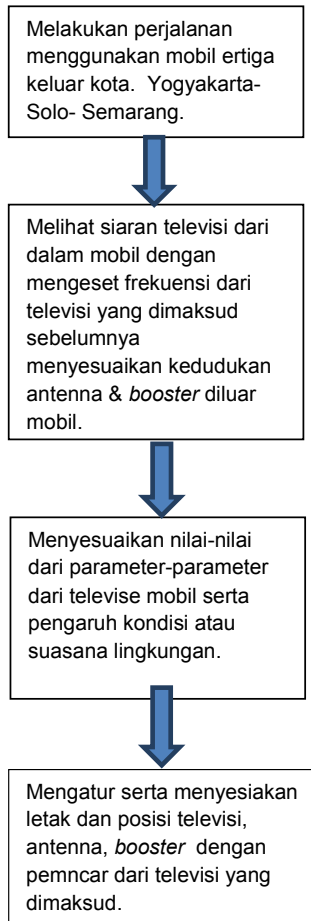 Melakukan perjalanan
menggunakan mobil ertiga
keluar kota. Yogyakarta-
Solo- Semarang.
Melihat siaran televisi dari
dalam mobil dengan
mengeset frekuensi dari
televisi yang dimaksud
sebelumnya
menyesuaikan kedudukan
antenna & booster diluar
mobil.
Menyesuaikan nilai-nilai
dari parameter-parameter
dari televise mobil serta
pengaruh kondisi atau
suasana lingkungan.
Mengatur serta menyesiakan
letak dan posisi televisi,
antenna, booster dengan
pemncar dari televisi yang
dimaksud.